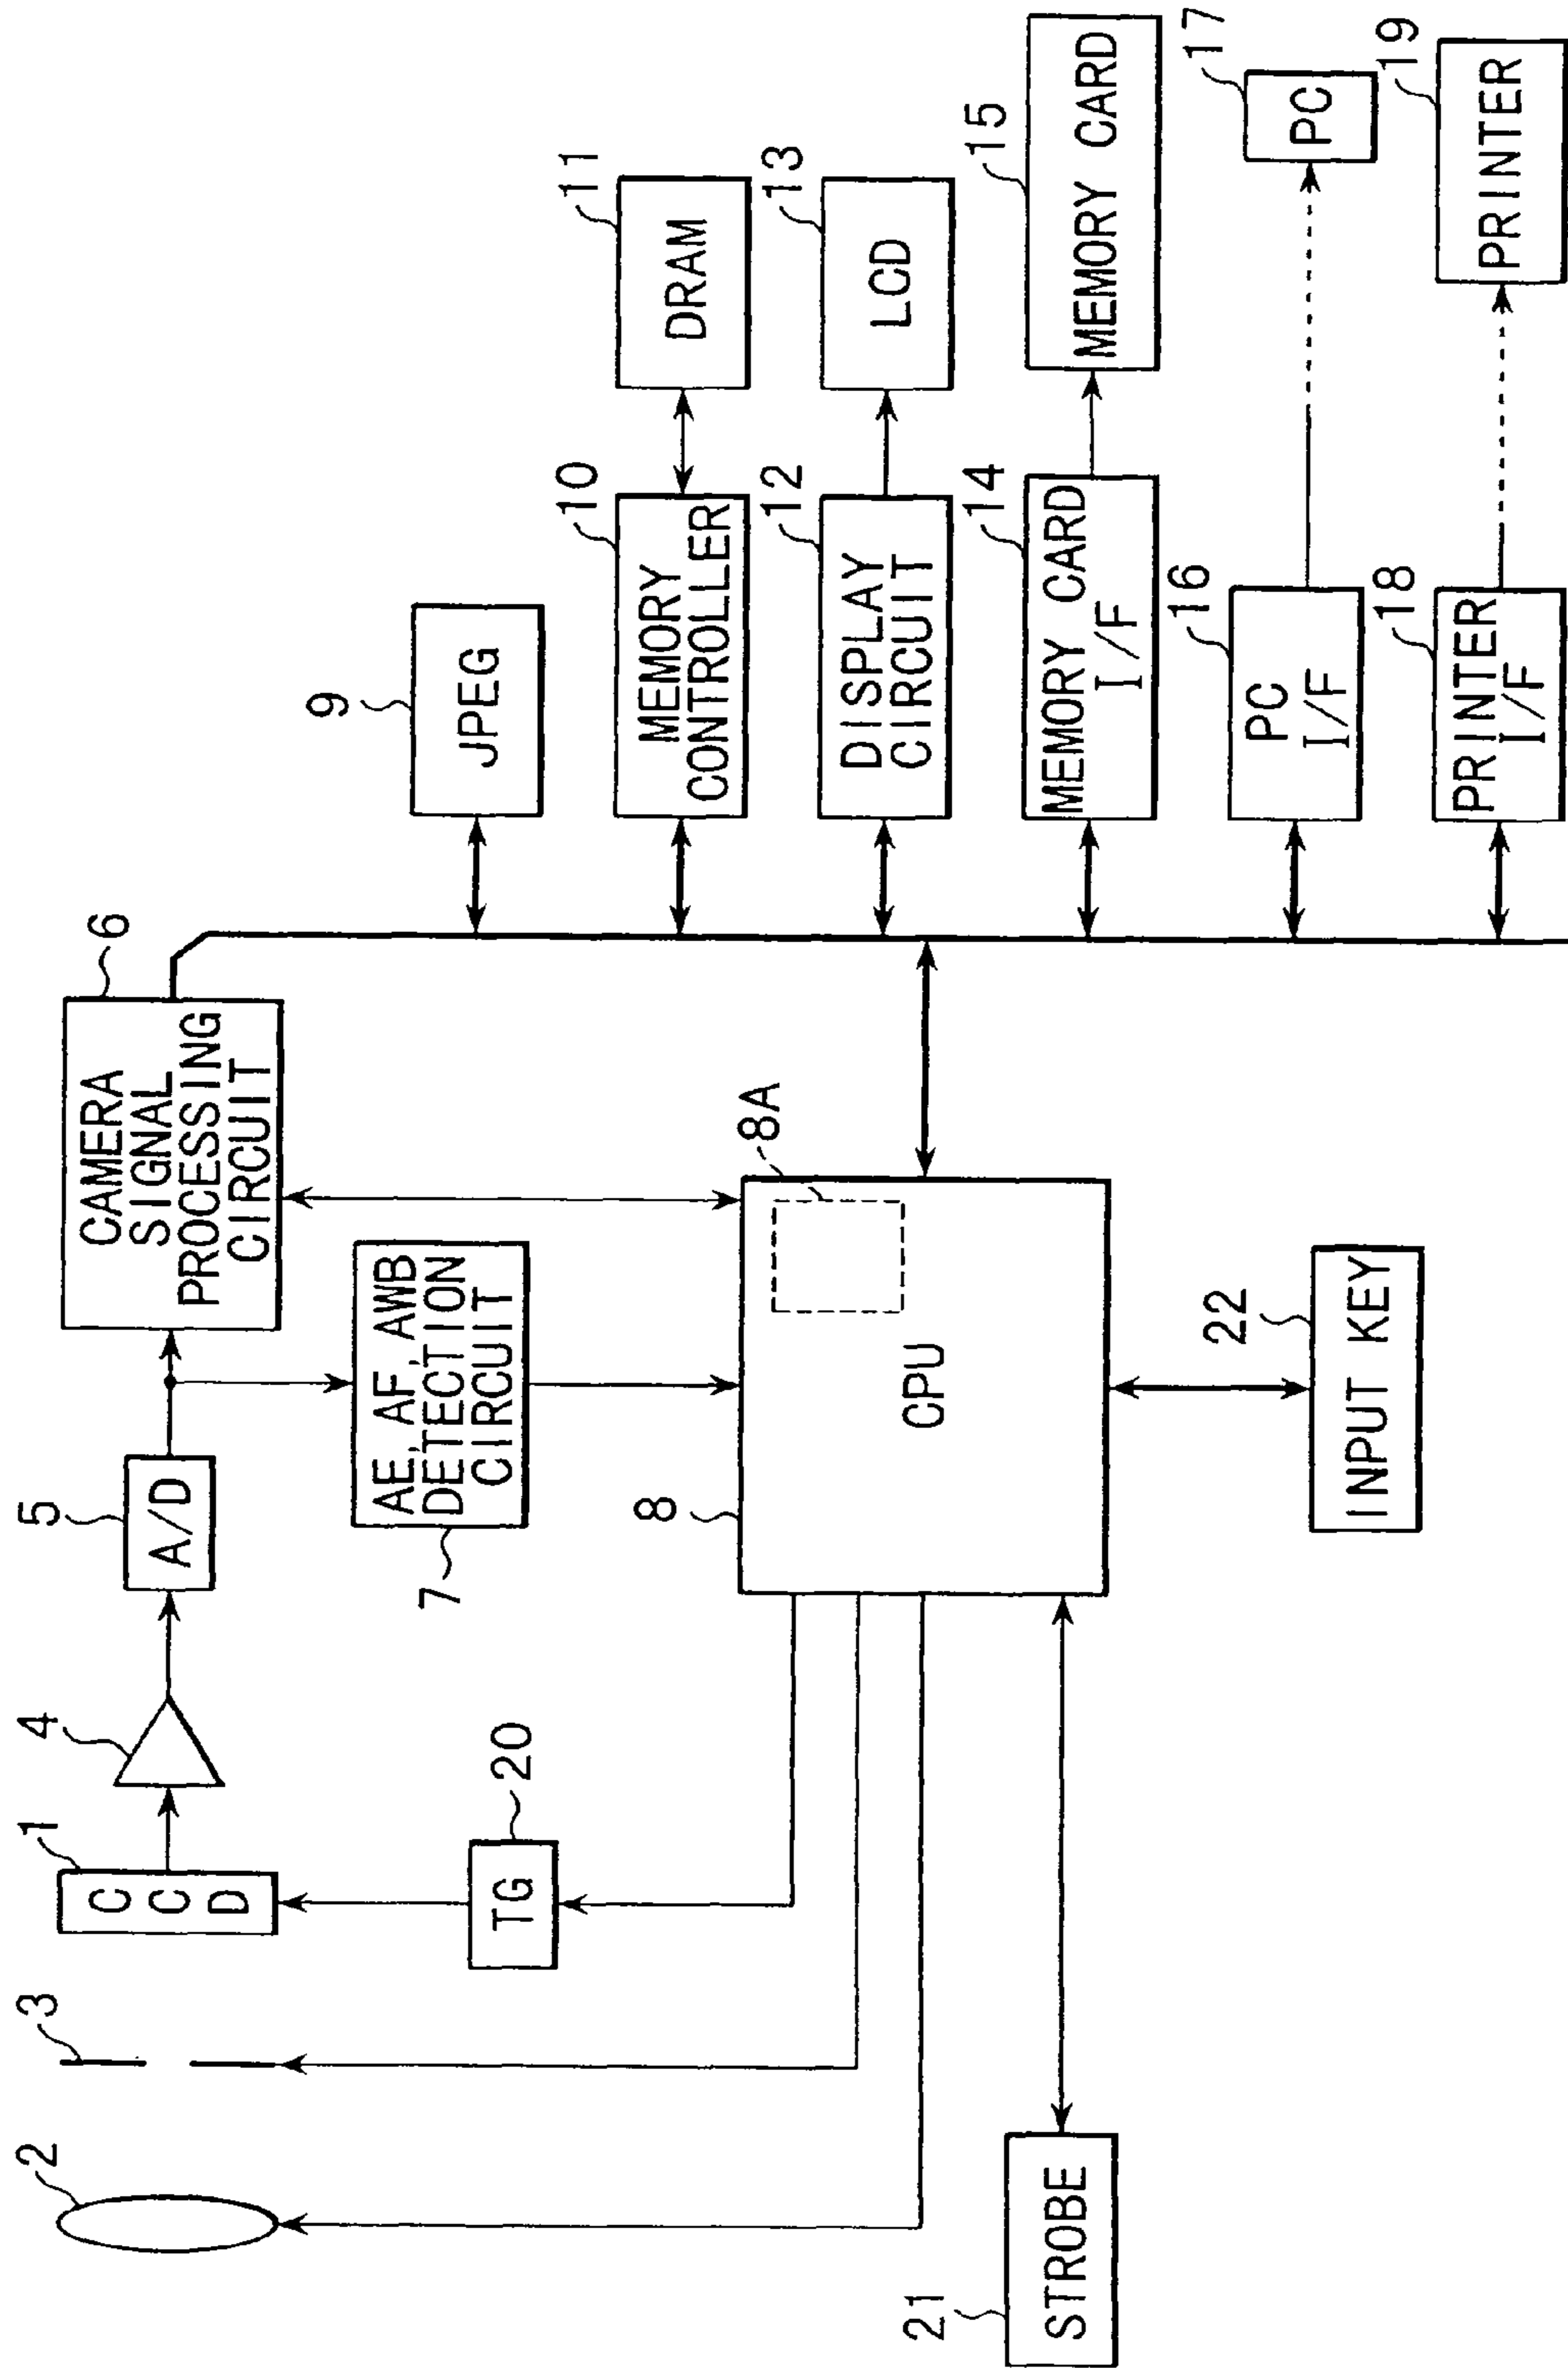 2
3
1
CCD
4
5
A/D
6
CAMERA
SIGNAL
PROCESSING
CIRCUIT
7
AE, AF, AWB
DETECTION
CIRCUIT
20
TG
8
8A
CPU
21
STROBE
22
INPUT KEY
9
JPEG
10
MEMORY
CONTROLLER
11
DRAM
12
DISPLAY
CIRCUIT
13
LCD
14
MEMORY CARD
I/F
15
MEMORY CARD
16
PC
I/F
17
PC
18
PRINTER
I/F
19
PRINTER